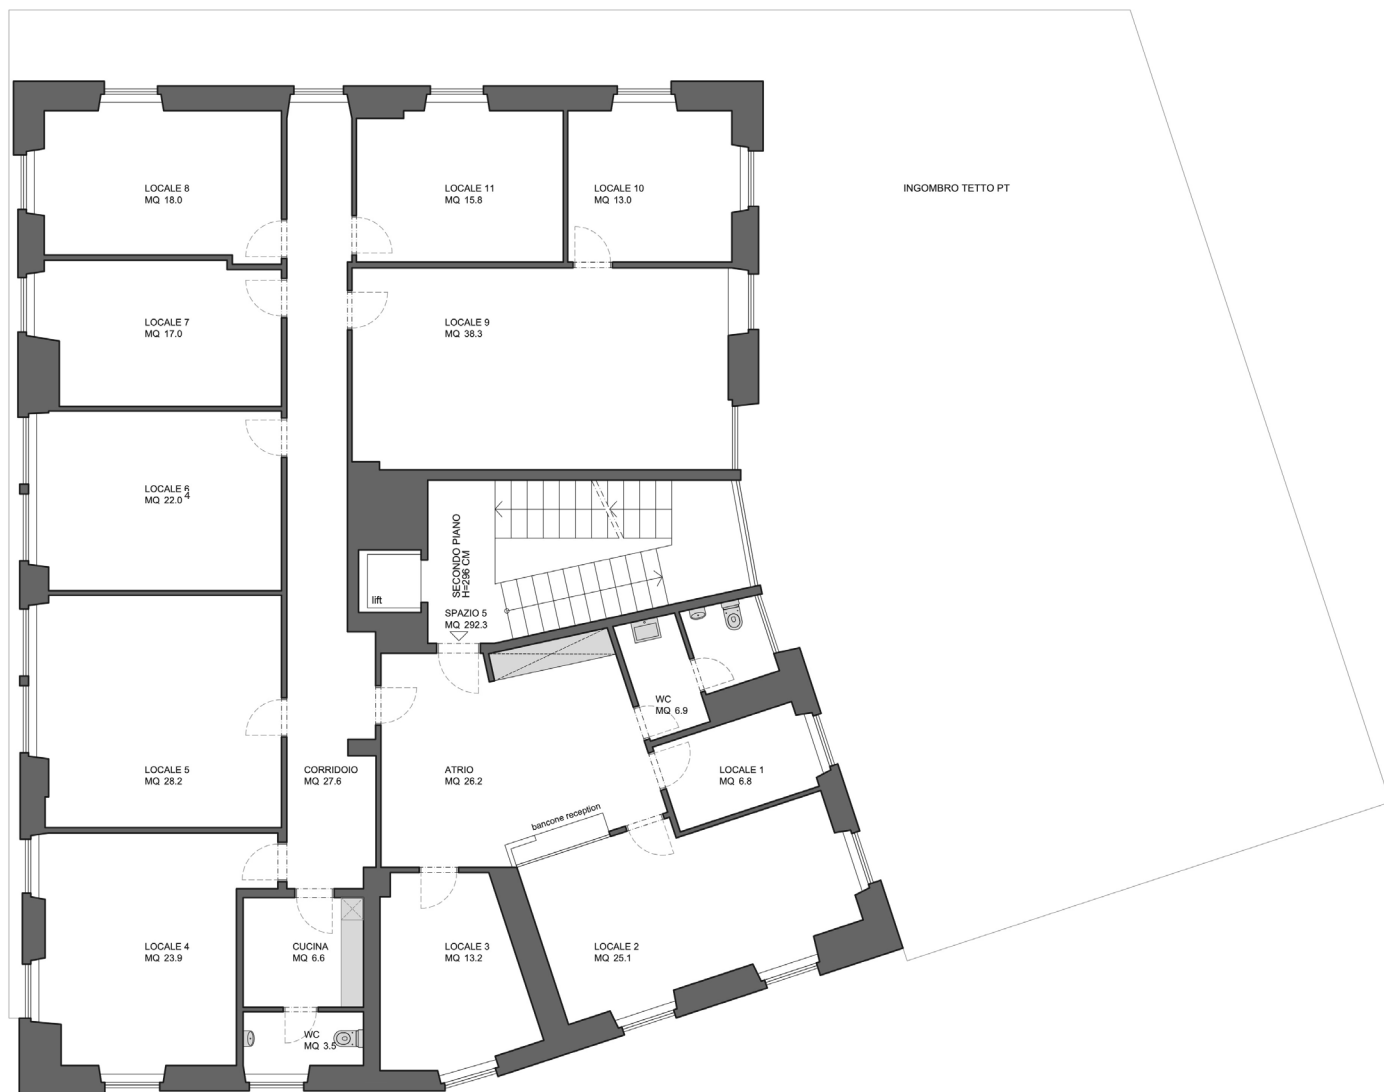 LOCALE 8
MQ 18.0
LOCALE 11
MQ 15.8
LOCALE 10
MQ 13.0
INGOMBRO TETTO PT
LOCALE 7
MQ 17.0
LOCALE 9
MQ 38.3
LOCALE 6
MQ 22.0
4
SECONDO PIANO
H=296 CM
lift
SPAZIO 5
MQ 292.3
WC
MQ 6.9
LOCALE 5
MQ 28.2
CORRIDOIO
MQ 27.6
ATRIO
MQ 26.2
LOCALE 1
MQ 6.8
bancone reception
LOCALE 4
MQ 23.9
CUCINA
MQ 6.6
LOCALE 3
MQ 13.2
LOCALE 2
MQ 25.1
WC
MQ 3.5